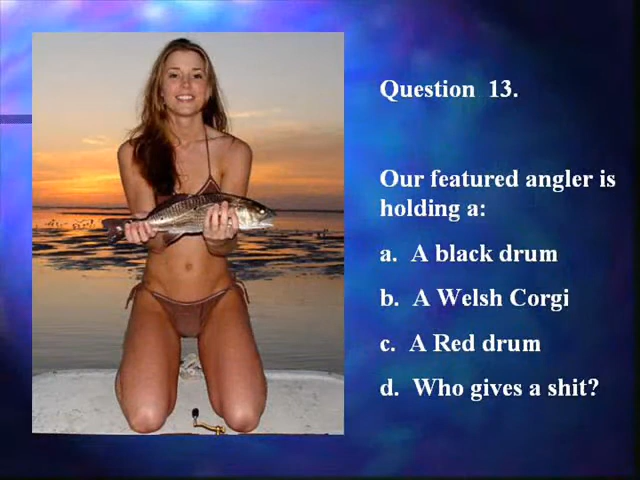 Question 13.
Our featured angler is
holding a:
a. A black drum
b. A Welsh Corgi
c. A Red drum
d. Who gives a shit?